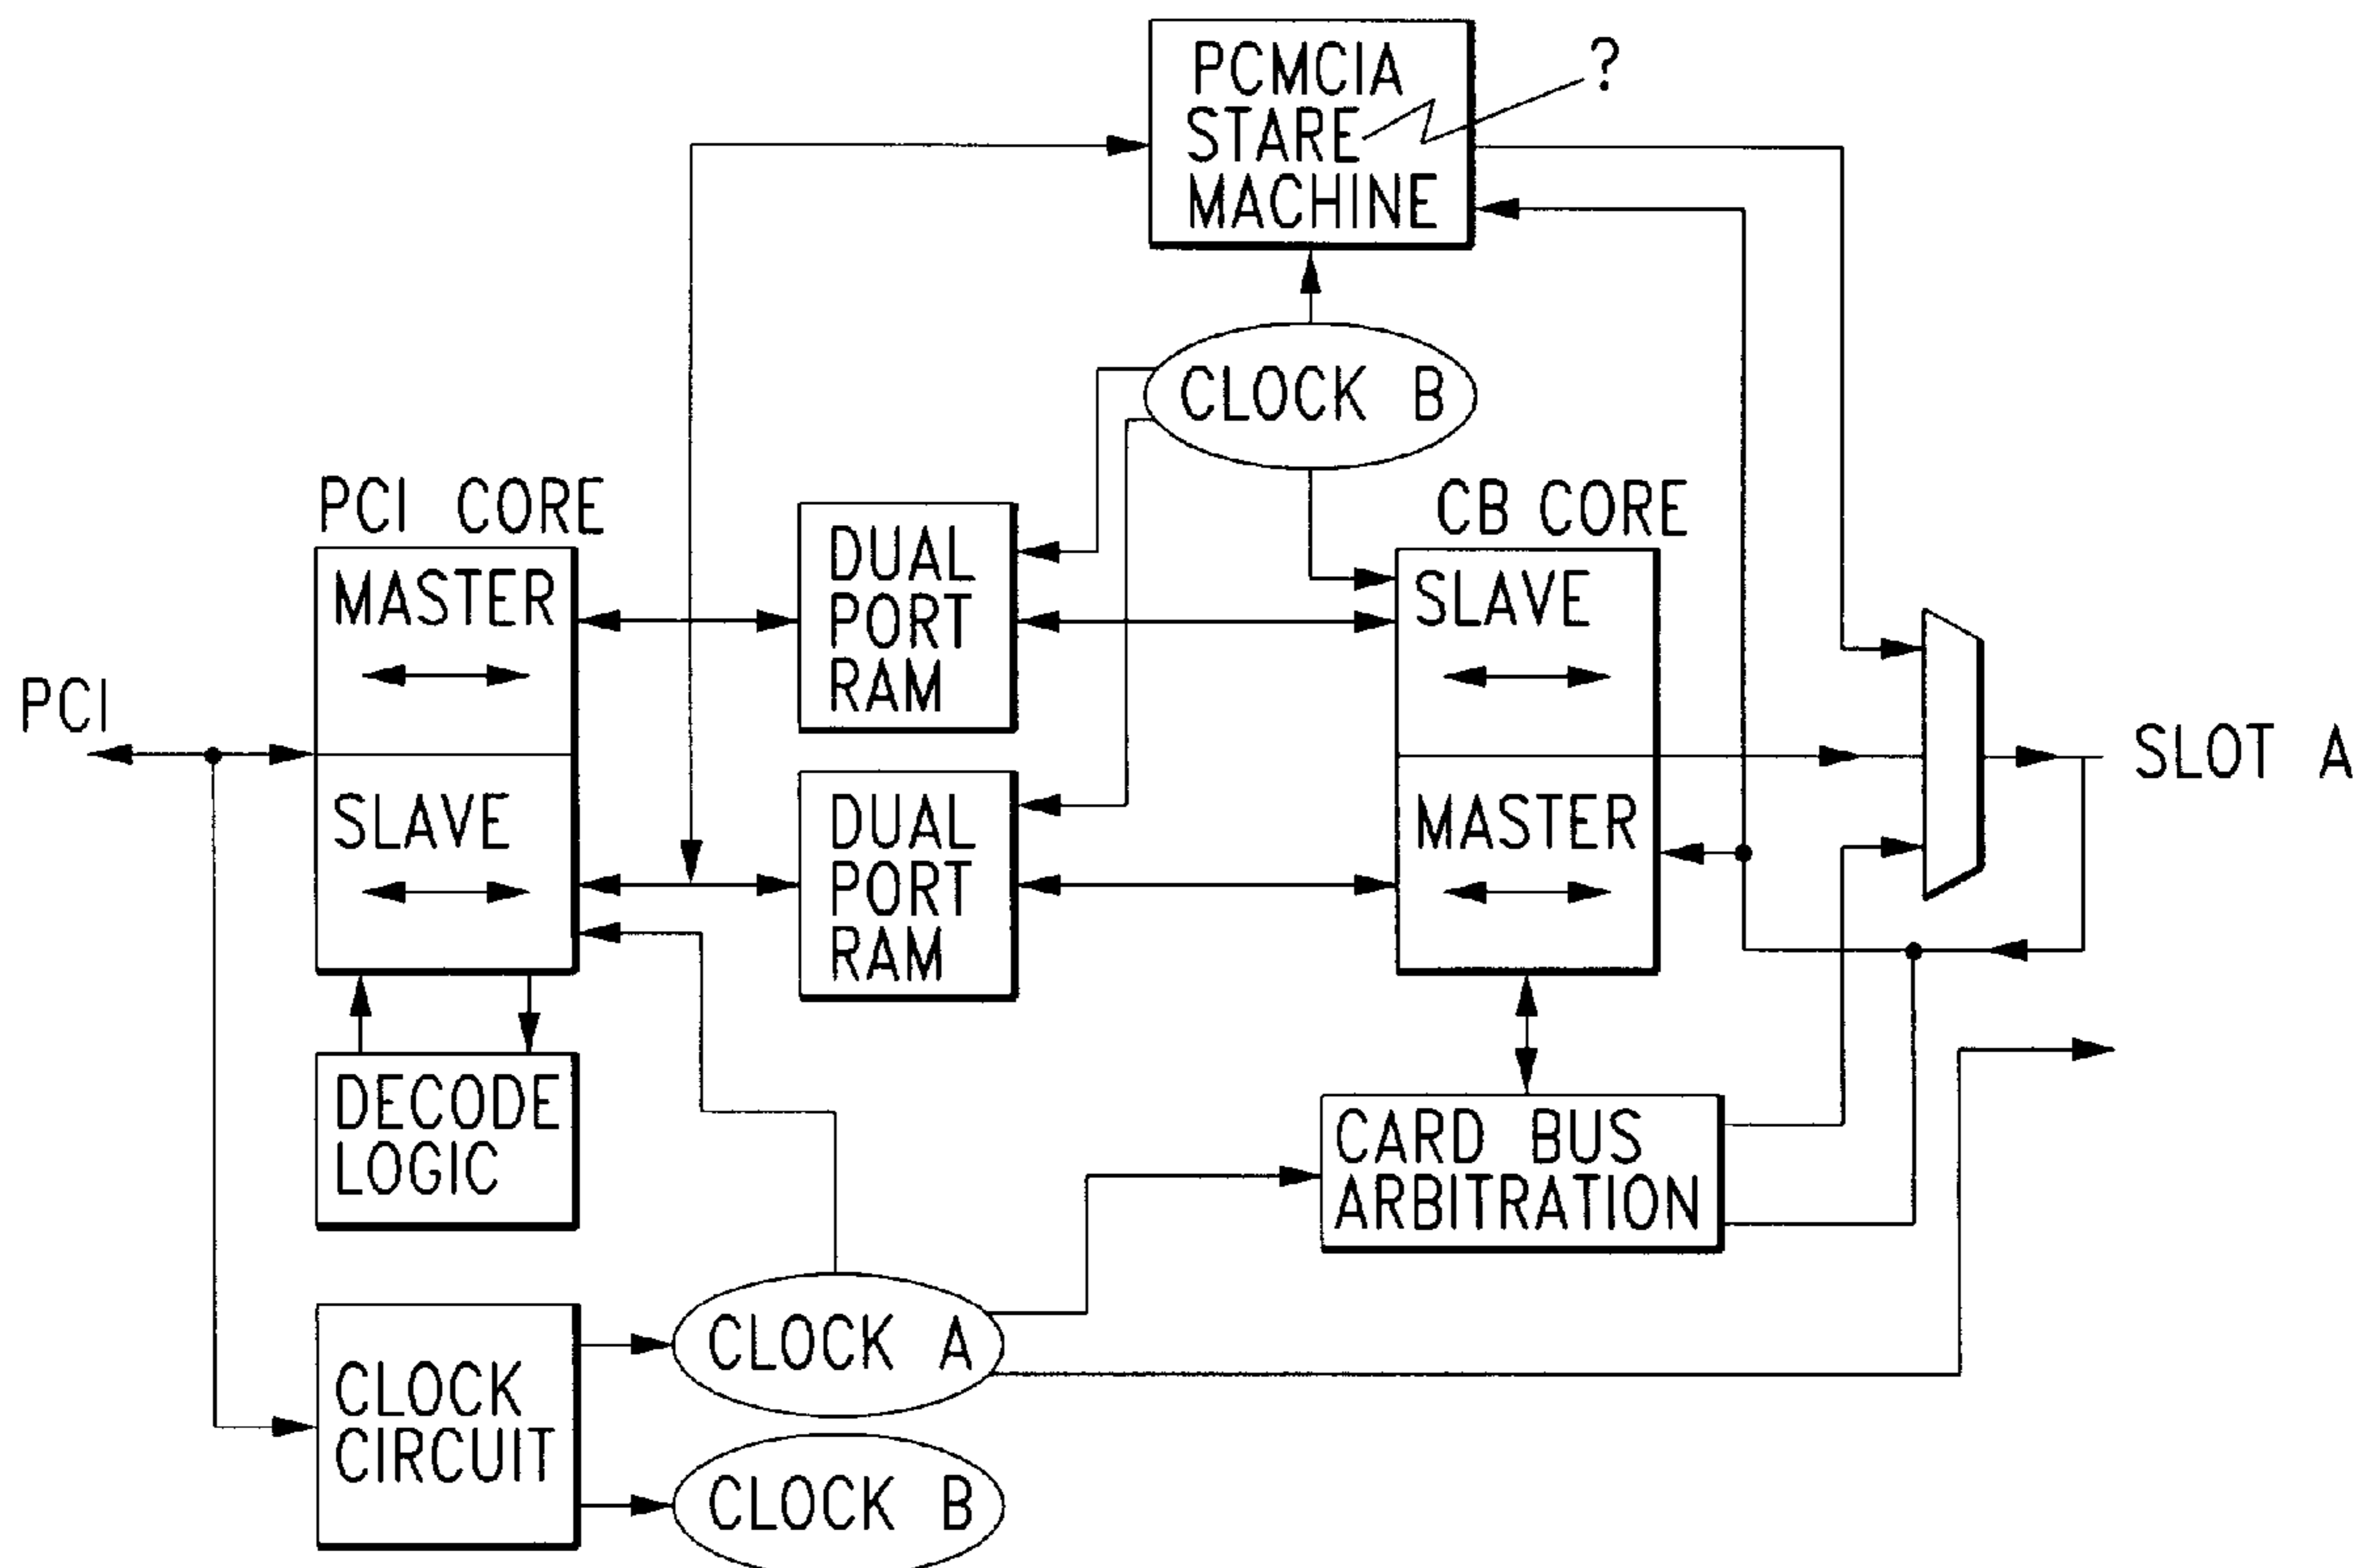 PCMCIA
STARE
MACHINE
?
CLOCK B
PCI CORE
MASTER
SLAVE
DUAL
PORT
RAM
DUAL
PORT
RAM
CB CORE
SLAVE
MASTER
PCI
SLOT A
DECODE
LOGIC
CARD BUS
ARBITRATION
CLOCK
CIRCUIT
CLOCK A
CLOCK B